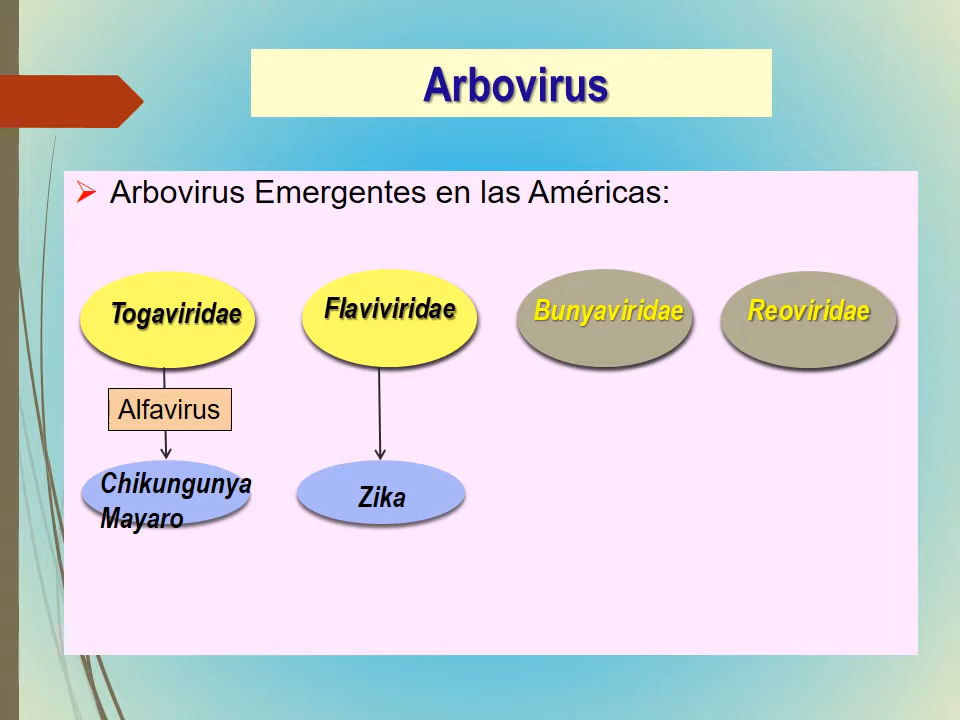 Arbovirus
Arbovirus Emergentes en las Américas:
Togaviridae
Flaviviridae
Bunyaviridae
Reoviridae
Alfavirus
Chikungunya
Mayaro
Zika